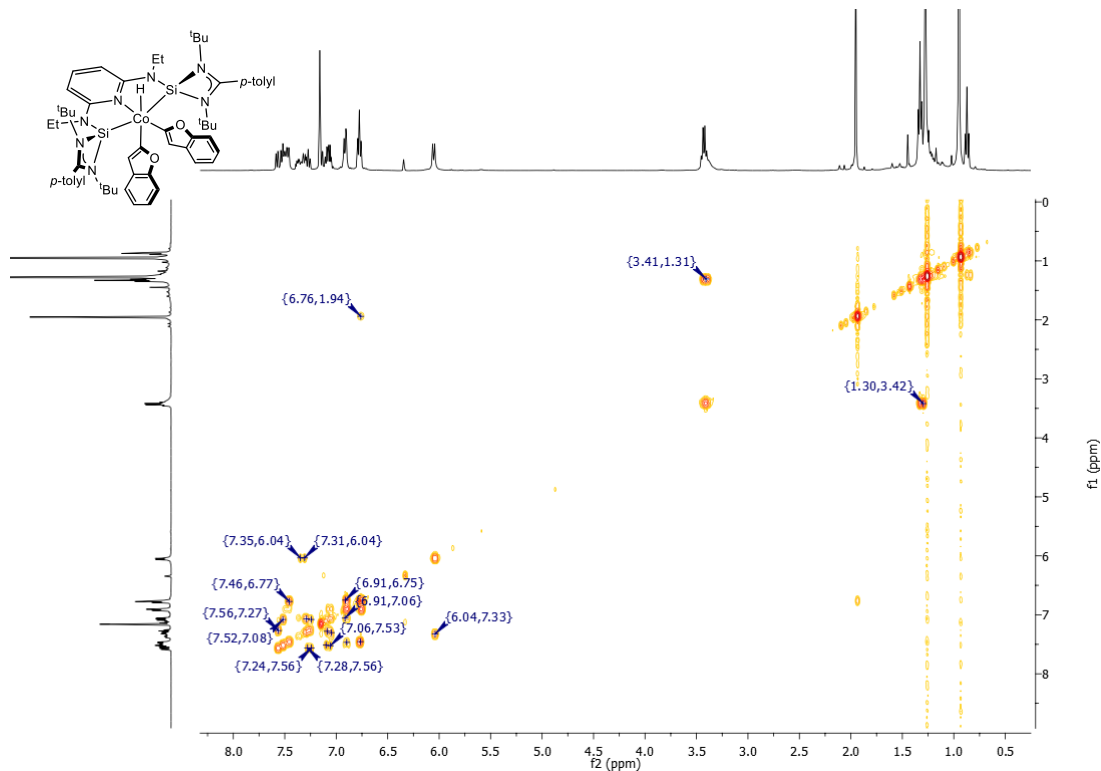 tBu
Et
N
N
p-tolyl
H
Si
N
N
tBu
tBu
Co
O
Et
N
N
Si
O
N
p-tolyl
tBu
0
1
{3.41,1.31}
{6.76,1.94}
2
3
{1.30,3.42}
4
f1 (ppm)
5
{7.35,6.04}
{7.31,6.04}
6
{7.46,6.77}
{6.91,6.75}
{7.56,7.27}
{6.91,7.06}
{6.04,7.33}
7
{7.52,7.08}
{7.06,7.53}
{7.24,7.56}
{7.28,7.56}
8
8.0 7.5 7.0 6.5 6.0 5.5 5.0 4.5 4.0 3.5 3.0 2.5 2.0 1.5 1.0 0.5
f2 (ppm)